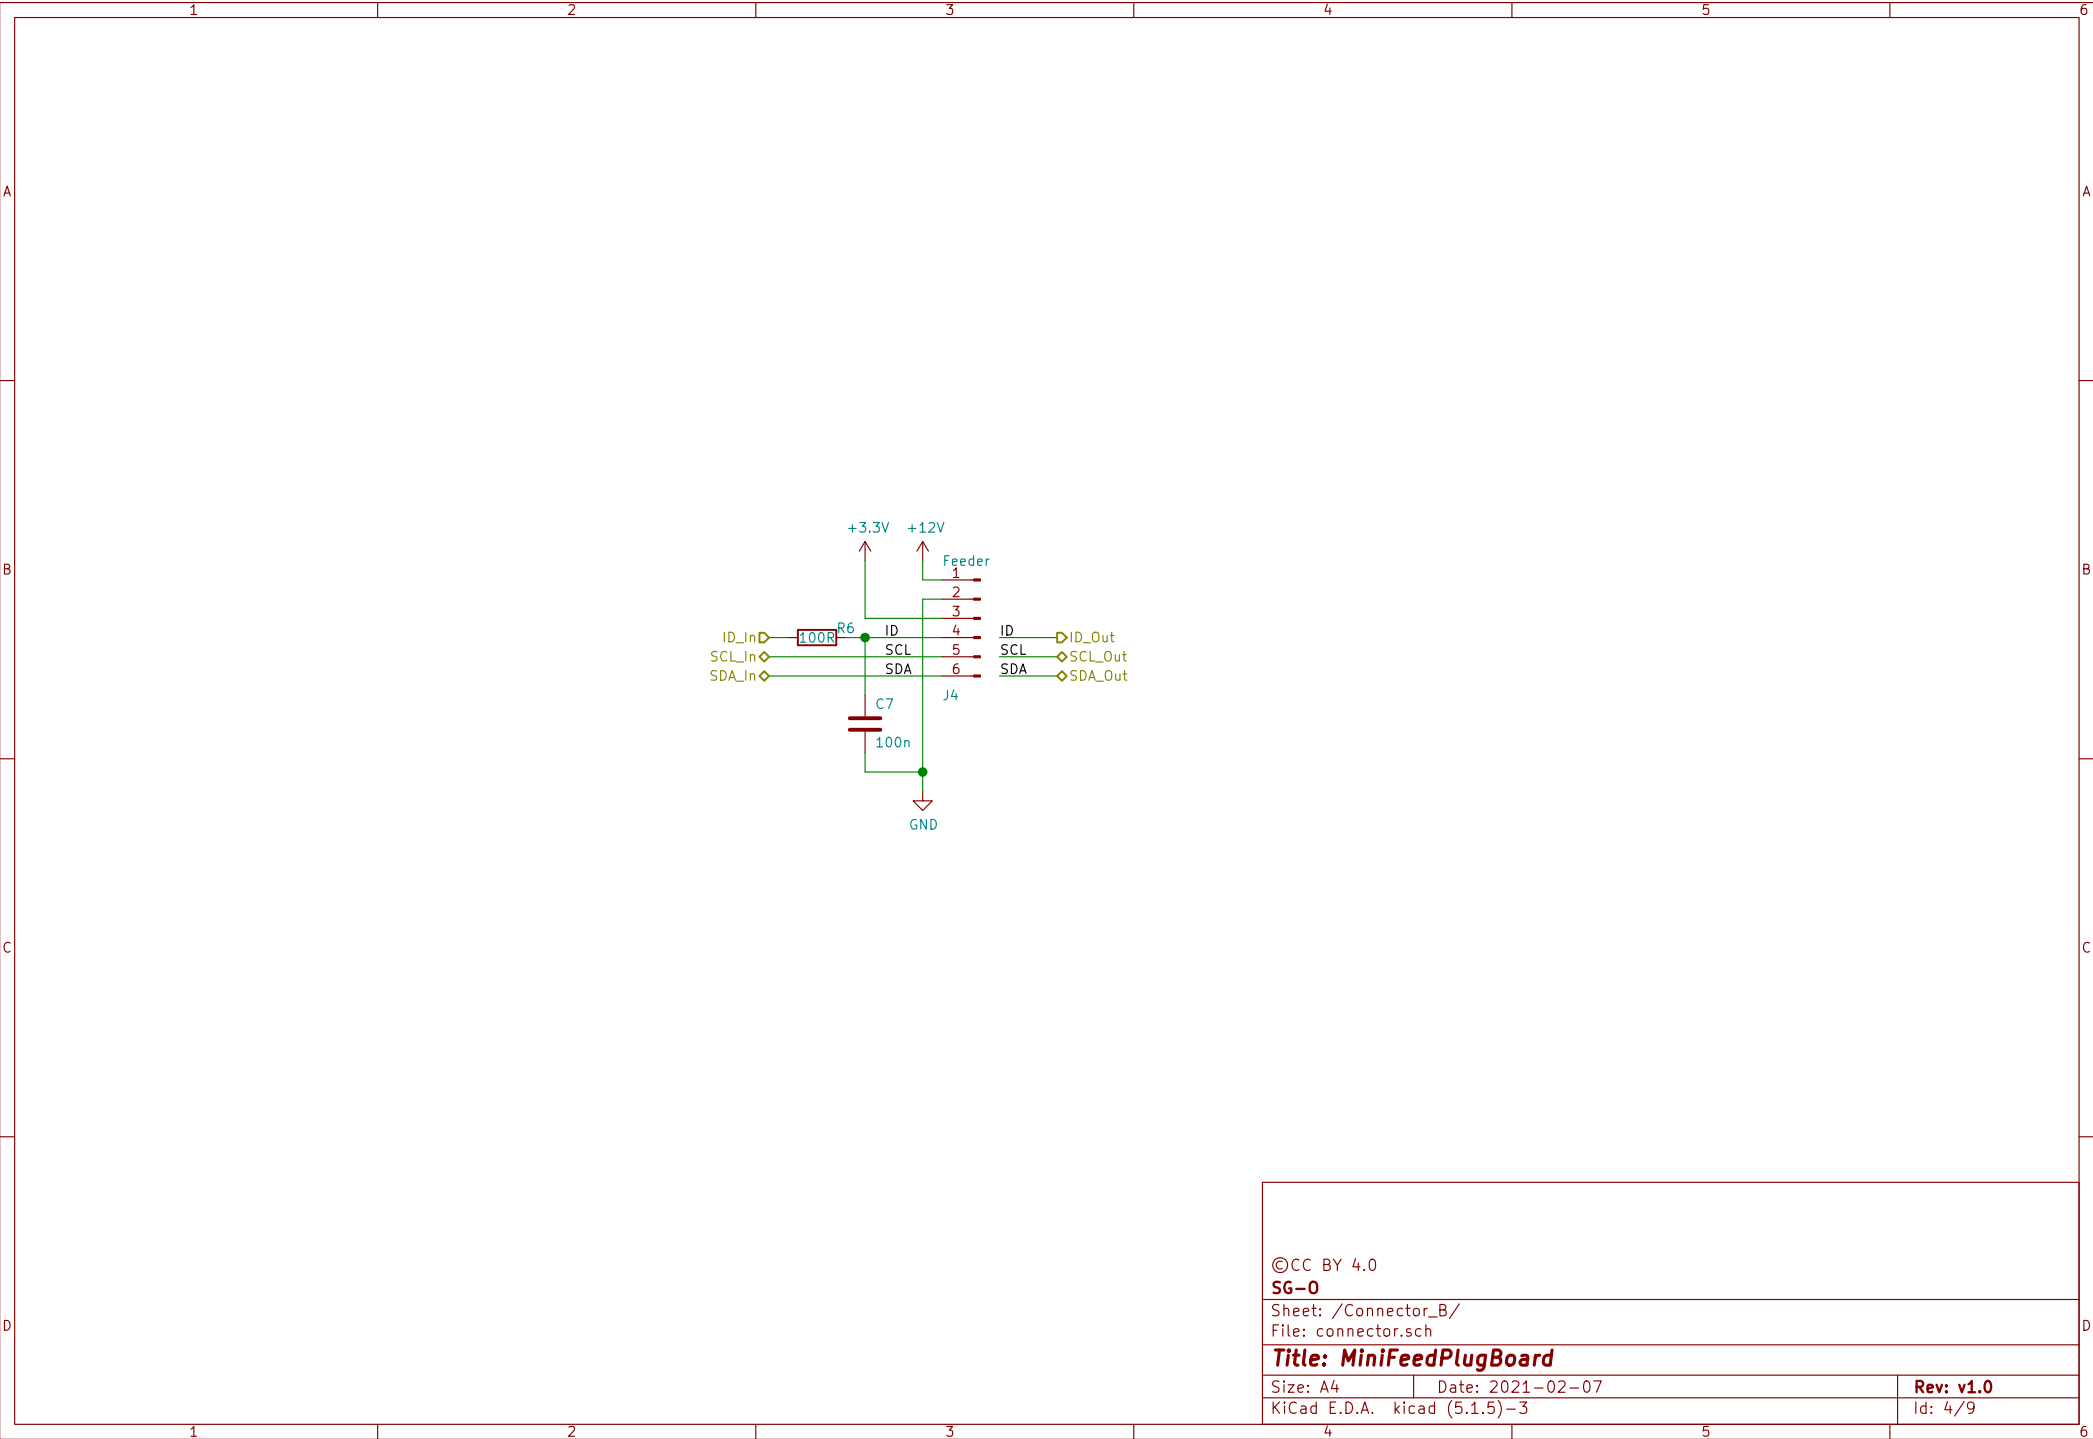 1 2 3 4 5 6
A A
+3.3V +12V
Feeder
B B
1
2
3
ID_In 100R R6 ID 4 ID ID_Out
SCL_In SCL 5 SCL SCL_Out
SDA_In SDA 6 SDA SDA_Out
J4
C7
100n
GND
C C
©CC BY 4.0
SG-O
Sheet: /Connector_B/
D D
File: connector.sch
Title: MiniFeedPlugBoard
Size: A4 Date: 2021-02-07 Rev: v1.0
KiCad E.D.A. kicad (5.1.5)-3 Id: 4/9
1 2 3 4 5 6